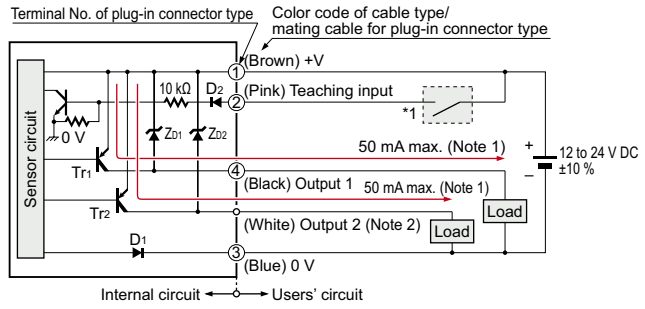 Terminal No. of plug-in connector type
Color code of cable type/
mating cable for plug-in connector type
(Brown) +V
1
10 kΩ
D2
2
(Pink) Teaching input
*1
0 V
ZD1
ZD2
50 mA max. (Note 1)
+
12 to 24 V DC
±10 %
–
Sensor circuit
Tr1
4
(Black) Output 1
50 mA max. (Note 1)
Tr2
Load
(White) Output 2 (Note 2)
Load
D1
3
(Blue) 0 V
Internal circuit
Users' circuit